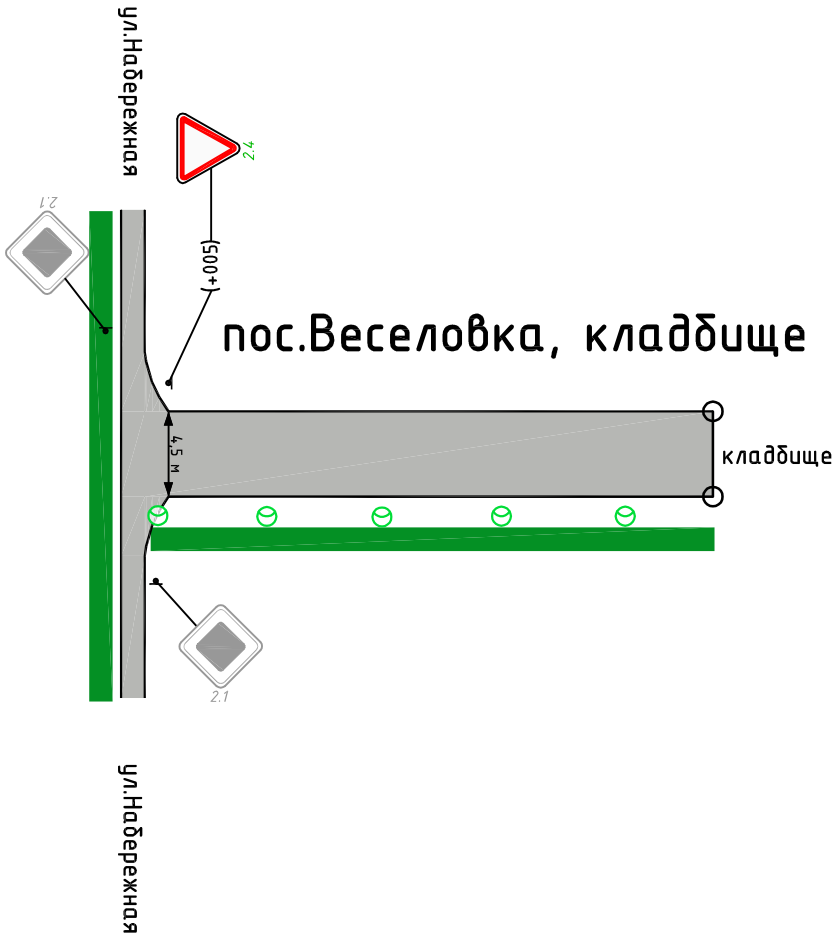 ул.Набережная
2.4
2.1
(+005)
пос.Веселовка, кладбище
4,5 м
кладбище
2.1
ул.Набережная